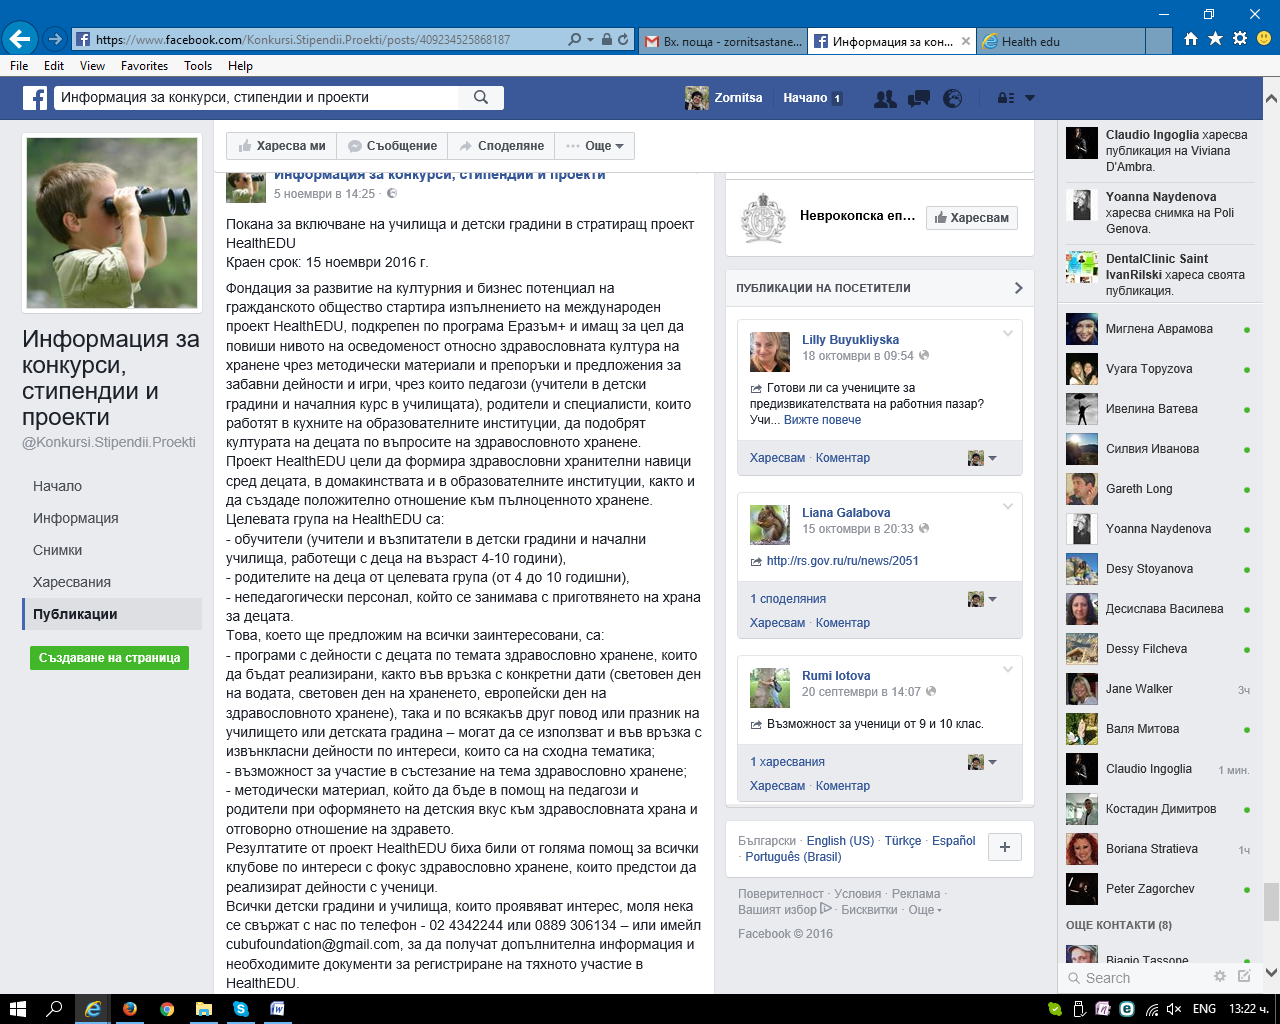 https://www.facebook.com/Konkursi.Stipendii.Proekti/posts/409234525868187
Вх. поща - zornitsastane...
Информация за кон...
Health edu
File Edit View Favorites Tools Help
Информация за конкурси, стипендии и проекти
Zornitsa
Начало 1
Информация за конкурси, стипендии и проекти
@Konkursi.Stipendii.Proekti
Начало
Информация
Снимки
Харесвания
Публикации
Създаване на страница
Харесва ми
Съобщение
Споделяне
Още
Информация за конкурси, стипендии и проекти
5 ноември в 14:25 ·
Покана за включване на училища и детски градини в стратиращ проект
HealthEDU
Краен срок: 15 ноември 2016 г.
Фондация за развитие на културния и бизнес потенциал на
гражданското общество стартира изпълнението на международен
проект HealthEDU, подкрепен по програма Еразъм+ и имащ за цел да
повиши нивото на осведоменост относно здравословната култура на
хранене чрез методически материали и препоръки и предложения за
забавни дейности и игри, чрез които педагози (учители в детски
градини и началния курс в училищата), родители и специалисти, които
работят в кухните на образователните институции, да подобрят
културата на децата по въпросите на здравословното хранене.
Проект HealthEDU цели да формира здравословни хранителни навици
сред децата, в домакинствата и в образователните институции, както и
да създаде положително отношение към пълноценното хранене.
Целевата група на HealthEDU са:
- обучители (учители и възпитатели в детски градини и начални
училища, работещи с деца на възраст 4-10 години),
- родителите на деца от целевата група (от 4 до 10 годишни),
- непедагогически персонал, който се занимава с приготвянето на храна
за децата.
Това, което ще предложим на всички заинтересовани, са:
- програми с дейности с децата по темата здравословно хранене, които
да бъдат реализирани, както във връзка с конкретни дати (световен ден
на водата, световен ден на храненето, европейски ден на
здравословното хранене), така и по всякакъв друг повод или празник на
училището или детската градина – могат да се използват и във връзка с
извънкласни дейности по интереси, които са на сходна тематика;
- възможност за участие в състезание на тема здравословно хранене;
- методически материал, който да бъде в помощ на педагози и
родители при оформянето на детския вкус към здравословната храна и
отговорно отношение на здравето.
Резултатите от проект HealthEDU биха били от голяма помощ за всички
клубове по интереси с фокус здравословно хранене, които предстои да
реализират дейности с ученици.
Всички детски градини и училища, които проявяват интерес, моля нека
се свържат с нас по телефон - 02 4342244 или 0889 306134 – или имейл
cubufoundation@gmail.com, за да получат допълнителна информация и
необходимите документи за регистриране на тяхното участие в
HealthEDU.
Неврокопска еп...
Харесвам
ПУБЛИКАЦИИ НА ПОСЕТИТЕЛИ
Lilly Buyukliyska
18 октомври в 09:54
Готови ли са учениците за
предизвикателствата на работния пазар?
Учи... Вижте повече
Харесвам · Коментар
Liana Galabova
15 октомври в 20:33
http://rs.gov.ru/ru/news/2051
1 споделяния
Харесвам · Коментар
Rumi Iotova
20 септември в 14:07
Възможност за ученици от 9 и 10 клас.
1 харесвания
Харесвам · Коментар
Български · English (US) · Türkçe · Español
· Português (Brasil)
+
Поверителност · Условия · Реклама ·
Вашият избор · Бисквитки · Още
Facebook © 2016
Claudio Ingoglia харесва
публикация на Viviana
D'Ambra.
Yoanna Naydenova
харесва снимка на Poli
Genova.
DentalClinic Saint
IvanRilski хареса своята
публикация.
Миглена Аврамова
Vyara Topyzova
Ивелина Ватева
Силвия Иванова
Gareth Long
Yoanna Naydenova
Desy Stoyanova
Десислава Василева
Dessy Filcheva
Jane Walker 3ч
Валя Митова
Claudio Ingoglia 1 мин.
Костадин Димитров
Boriana Stratieva 1ч
Peter Zagorchev
ОЩЕ КОНТАКТИ (8)
Biagio Tassone
Search
ENG
13:22 ч.